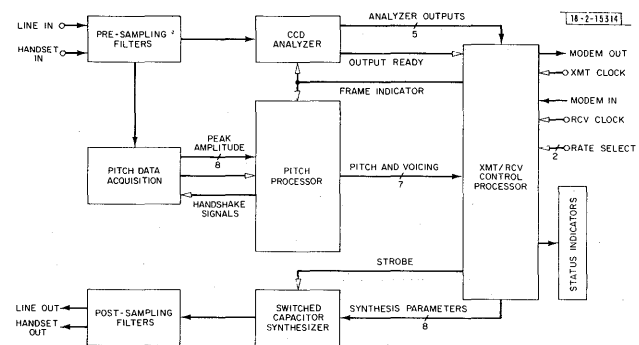 18-2-15314
LINE IN
HANDSET
IN
PRE-SAMPLING
FILTERS
CCD
ANALYZER
ANALYZER OUTPUTS
5
OUTPUT READY
FRAME INDICATOR
MODEM OUT
XMT CLOCK
MODEM IN
RCV CLOCK
RATE SELECT
2
PITCH DATA
ACQUISITION
PEAK
AMPLITUDE
8
HANDSHAKE
SIGNALS
PITCH
PROCESSOR
PITCH AND VOICING
7
XMT/RCV
CONTROL
PROCESSOR
STATUS INDICATORS
STROBE
LINE OUT
HANDSET
OUT
POST-SAMPLING
FILTERS
SWITCHED
CAPACITOR
SYNTHESIZER
SYNTHESIS PARAMETERS
8